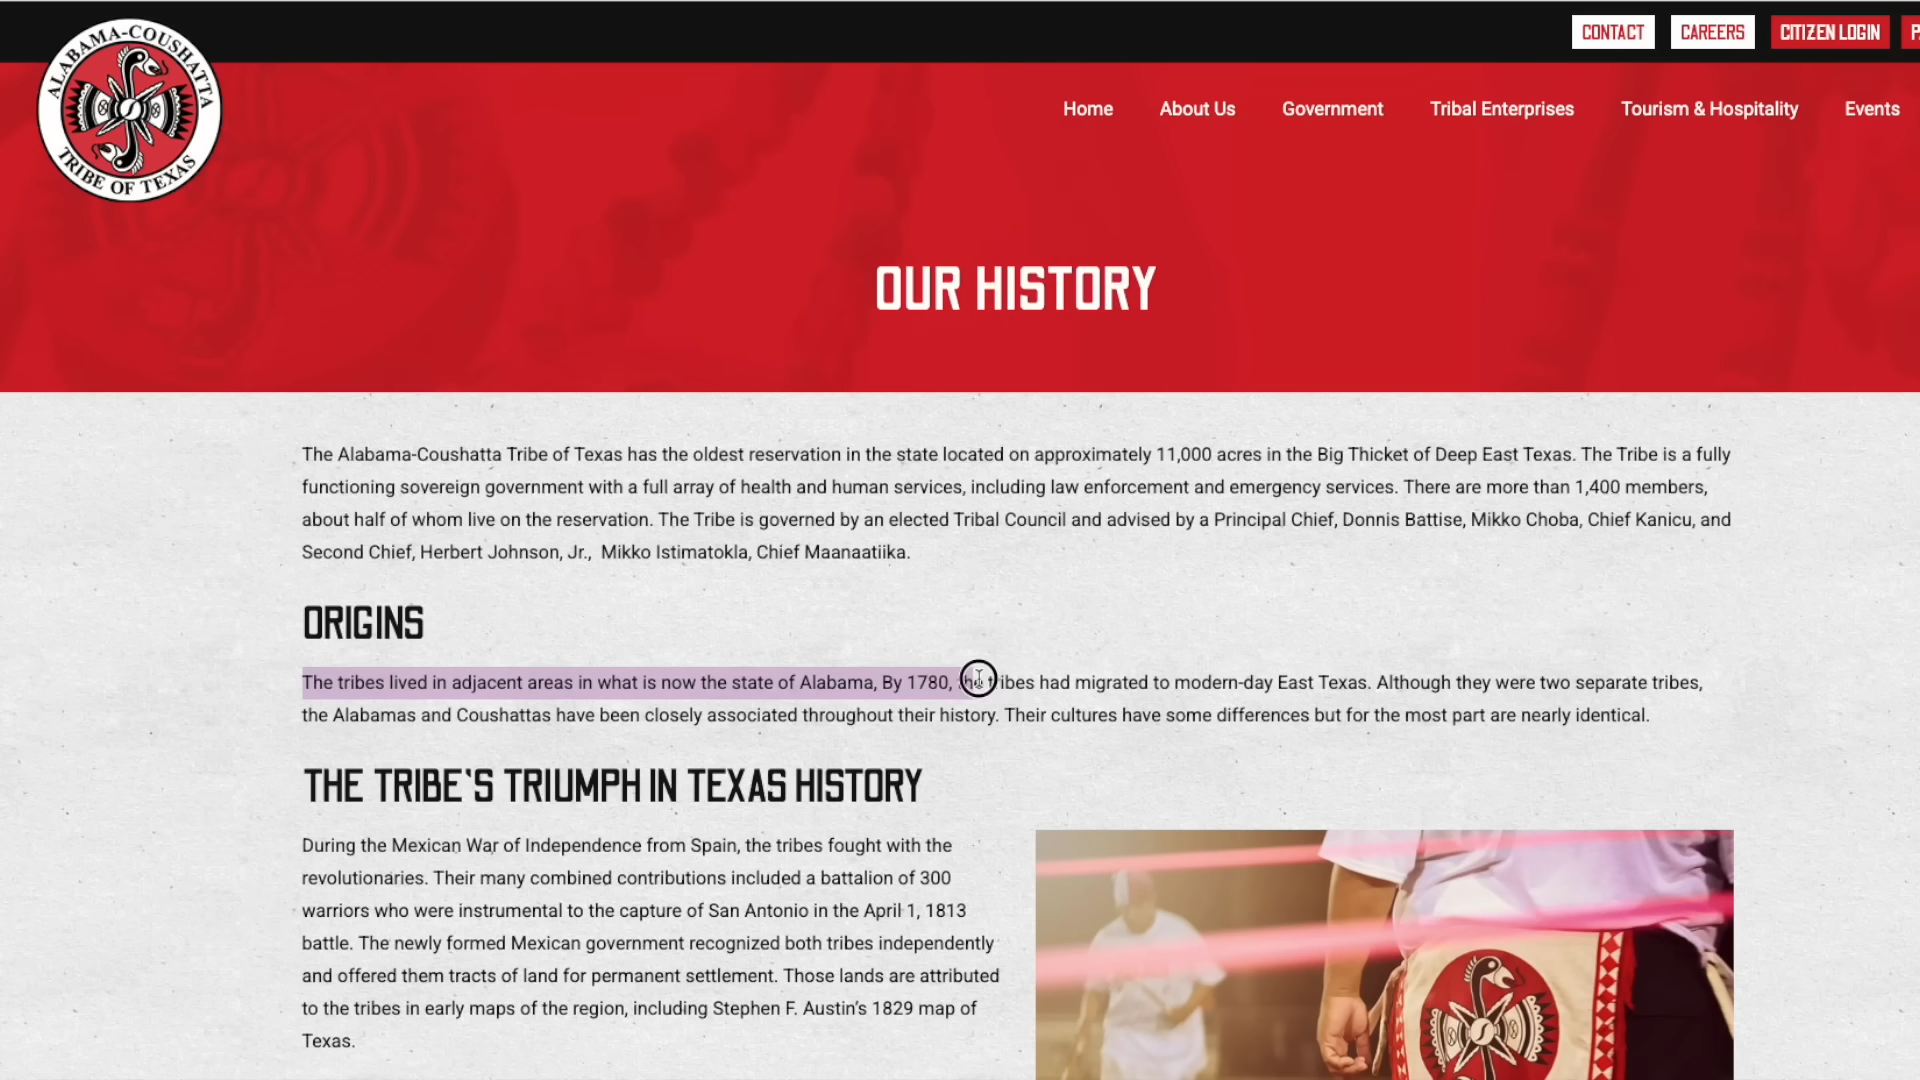 CONTACT
CAREERS
CITIZEN LOGIN
ALABAMA-COUSHATTA
TRIBE OF TEXAS
Home
About Us
Government
Tribal Enterprises
Tourism & Hospitality
Events
OUR HISTORY
The Alabama-Coushatta Tribe of Texas has the oldest reservation in the state located on approximately 11,000 acres in the Big Thicket of Deep East Texas. The Tribe is a fully
functioning sovereign government with a full array of health and human services, including law enforcement and emergency services. There are more than 1,400 members,
about half of whom live on the reservation. The Tribe is governed by an elected Tribal Council and advised by a Principal Chief, Donnis Battise, Mikko Choba, Chief Kanicu, and
Second Chief, Herbert Johnson, Jr., Mikko Istimatokla, Chief Maanaatiika.
ORIGINS
The tribes lived in adjacent areas in what is now the state of Alabama, By 1780, the tribes had migrated to modern-day East Texas. Although they were two separate tribes,
the Alabamas and Coushattas have been closely associated throughout their history. Their cultures have some differences but for the most part are nearly identical.
THE TRIBE'S TRIUMPH IN TEXAS HISTORY
During the Mexican War of Independence from Spain, the tribes fought with the
revolutionaries. Their many combined contributions included a battalion of 300
warriors who were instrumental to the capture of San Antonio in the April 1, 1813
battle. The newly formed Mexican government recognized both tribes independently
and offered them tracts of land for permanent settlement. Those lands are attributed
to the tribes in early maps of the region, including Stephen F. Austin's 1829 map of
Texas.